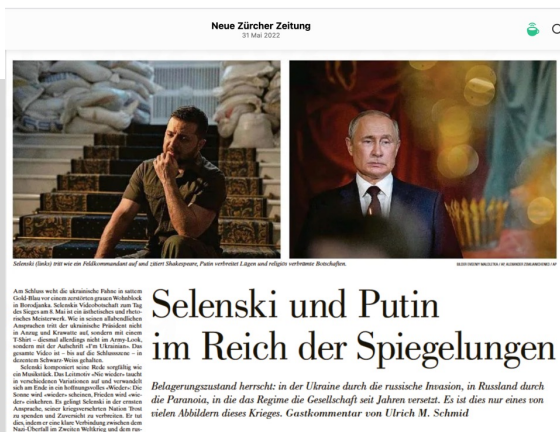 Neue Zürcher Zeitung
31 Mai 2022
Selenski (links) tritt wie ein Feldkommandant auf und zitiert Shakespeare, Putin verbreitet Lügen und religiös verbrämte Botschaften.
Selenski und Putin
im Reich der Spiegelungen
Belagerungszustand herrscht: in der Ukraine durch die russische Invasion, in Russland durch
die Paranoia, in die das Regime die Gesellschaft seit Jahren versetzt. Es ist dies nur eines von
vielen Abbildern dieses Krieges. Gastkommentar von Ulrich M. Schmid
Am Schluss weht die ukrainische Fahne in sattem
Gold-Blau vor einem zerstörten grauen Wohnblock
in Borodjanka. Selenskis Videobotschaft zum Tag
des Sieges am 8. Mai ist ein ästhetisches und rheto-
risches Meisterwerk. Wie in seinen allabendlichen
Ansprachen tritt der ukrainische Präsident nicht
in Anzug und Krawatte auf, sondern mit einem
T-Shirt – diesmal allerdings nicht im Army-Look,
sondern mit der Aufschrift «I'm Ukrainian». Das
gesamte Video ist – bis auf die Schlussszene – in
dezentem Schwarz-Weiss gehalten.
Selenski komponiert seine Rede sorgfältig wie
ein Musikstück. Das Leitmotiv «Nie wieder» taucht
in verschiedenen Variationen auf und verwandelt
sich am Ende in ein hoffnungsvolles «Wieder»: Die
Sonne wird «wieder» scheinen, Frieden wird «wie-
der» einkehren. Es gelingt Selenski in der ernsten
Ansprache, seiner kriegsversehrten Nation Trost
zu spenden und Zuversicht zu verbreiten. Er tut
dies, indem er eine klare Verbindung zwischen dem
Nazi-Überfall im Zweiten Weltkrieg und dem rus-